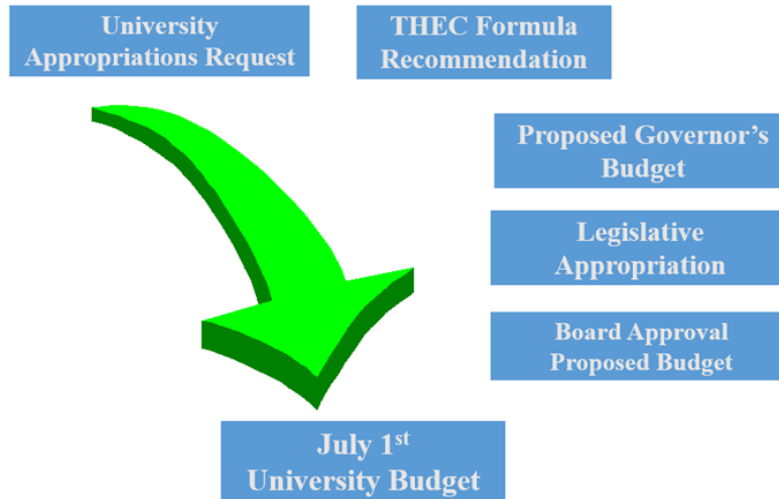 University
Appropriations Request
THEC Formula
Recommendation
Proposed Governor's
Budget
Legislative
Appropriation
Board Approval
Proposed Budget
July 1st
University Budget